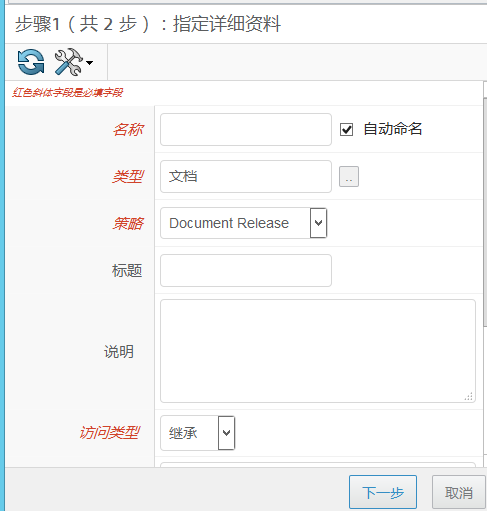 步骤1（共 2 步）：指定详细资料
红色斜体字段是必填字段
名称 自动命名
类型 文档 ..
策略 Document Release
标题
说明
访问类型 继承
下一步 取消